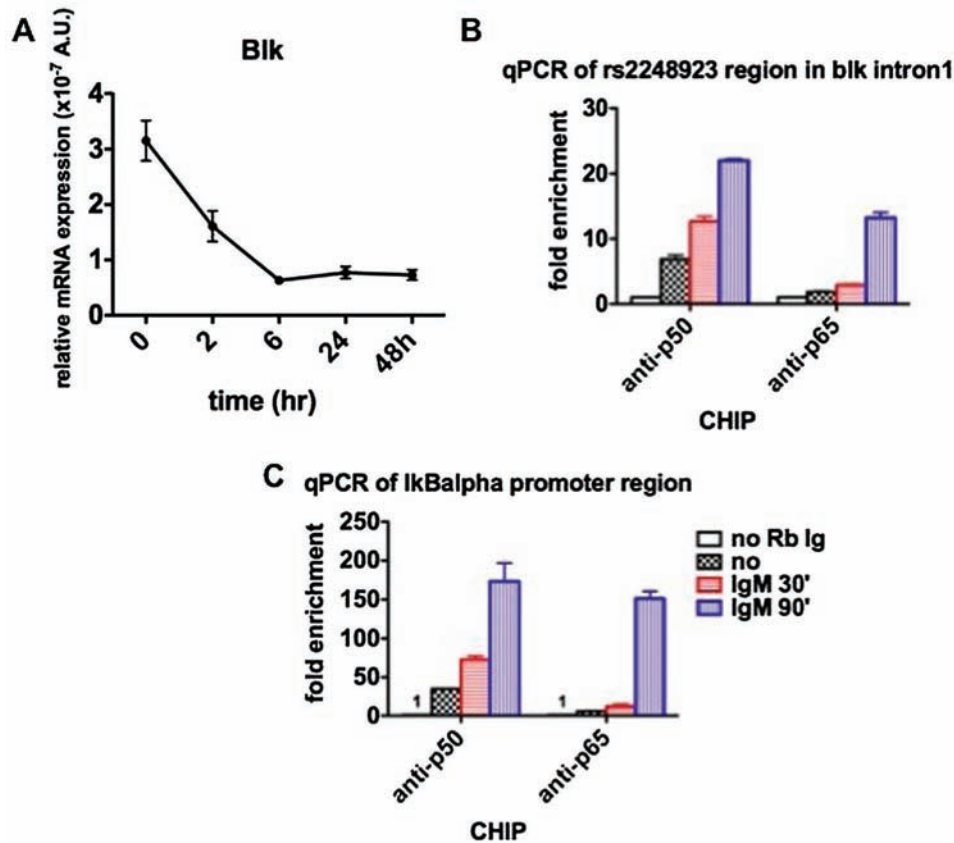 A
Blk
relative mRNA expression (x10-7 A.U.)
4
3
2
1
0
0
2
6
24
48h
time (hr)
B
qPCR of rs2248923 region in blk intron1
fold enrichment
30
20
10
0
anti-p50
anti-p65
CHIP
C qPCR of IkBalpha promoter region
fold enrichment
250
200
150
100
50
0
1
1
anti-p50
anti-p65
CHIP
no Rb Ig
no
IgM 30'
IgM 90'